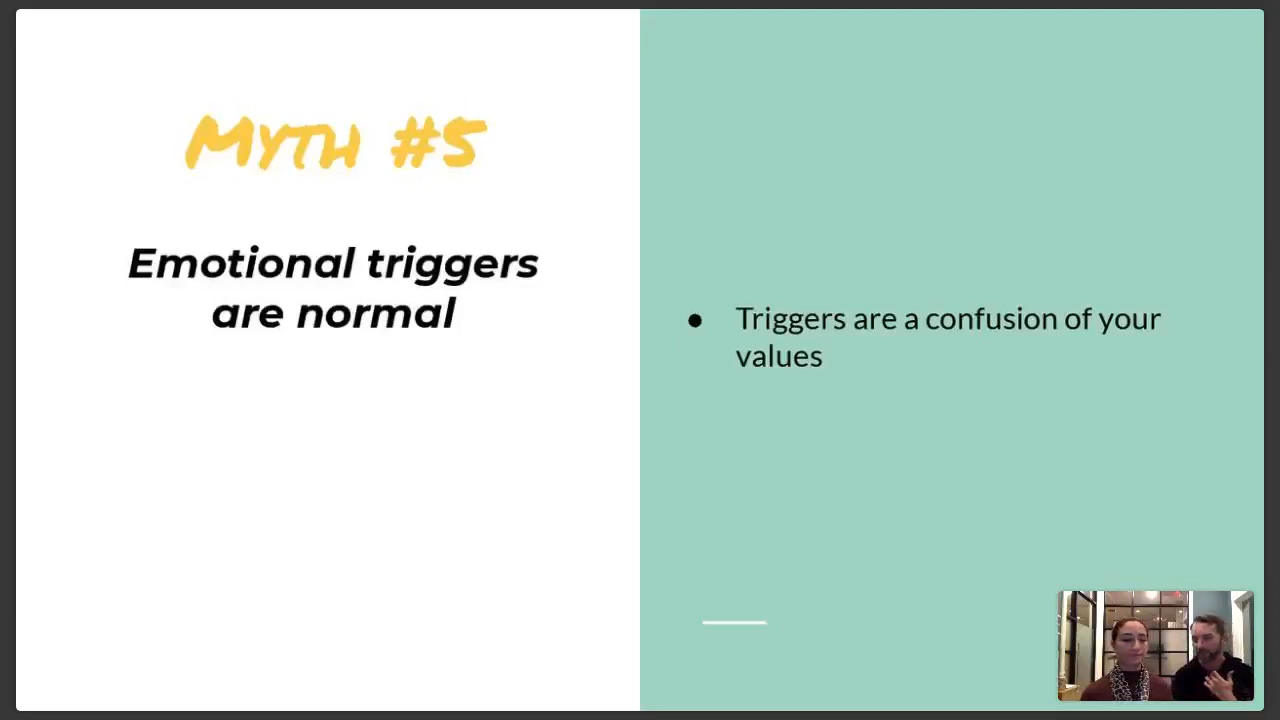 Myth #5
Emotional triggers
are normal
● Triggers are a confusion of your
values